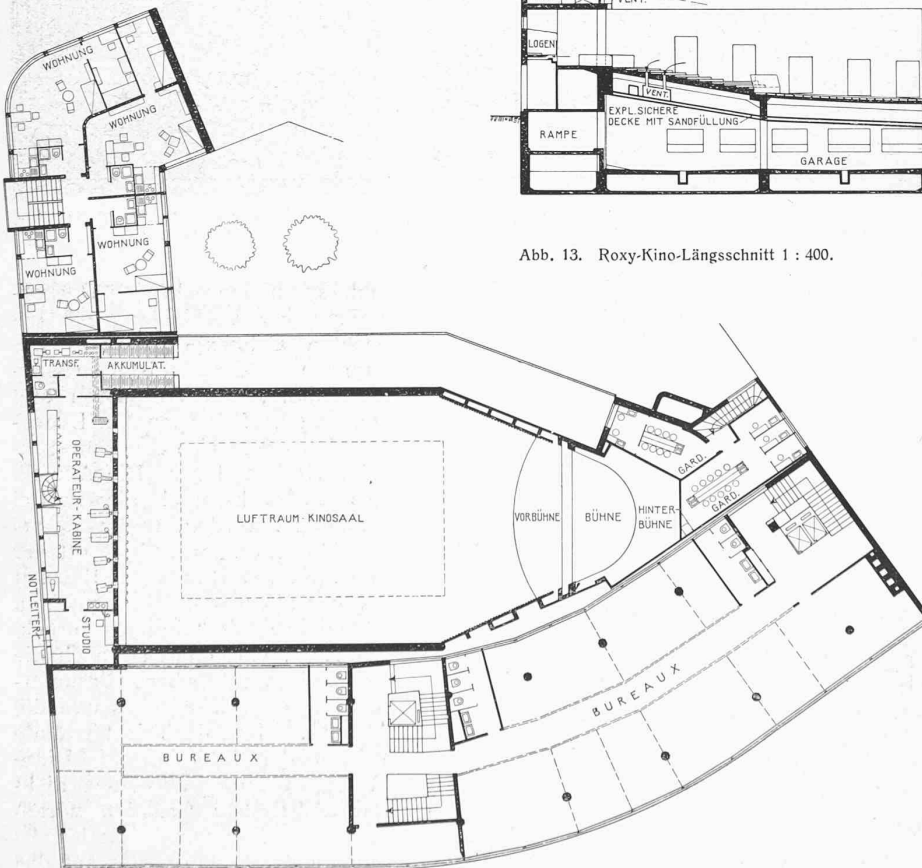 VENT.
LOGEN
VENT.
EXPL. SICHERE
DECKE MIT SANDFÜLLUNG
RAMPE
GARAGE
Abb. 13. Roxy-Kino-Längsschnitt 1 : 400.
WOHNUNG
WOHNUNG
WOHNUNG
WOHNUNG
TRANSF.
AKKUMULAT.
OPERATEUR-KABINE
LUFTRAUM-KINOSAAL
VORBÜHNE
BÜHNE
HINTER-
BÜHNE
GARD.
GARD.
NOTLEITER
STUDIO
BUREAUX
BUREAUX